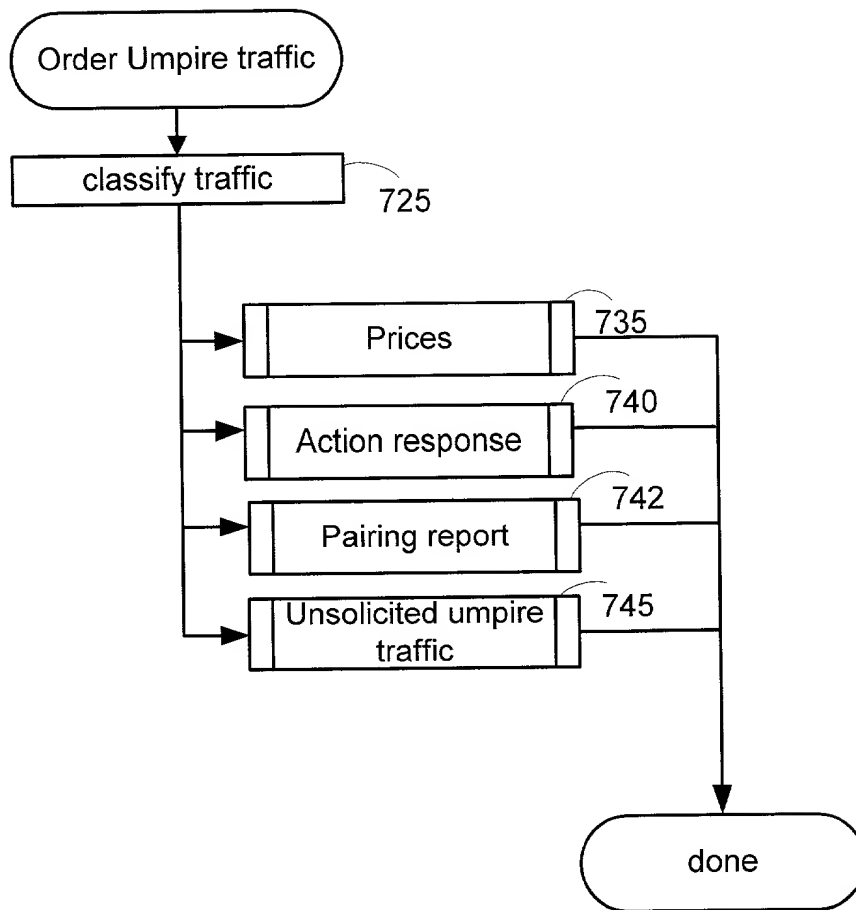 Order Umpire traffic
classify traffic
725
Prices
735
Action response
740
Pairing report
742
Unsolicited umpire
traffic
745
done